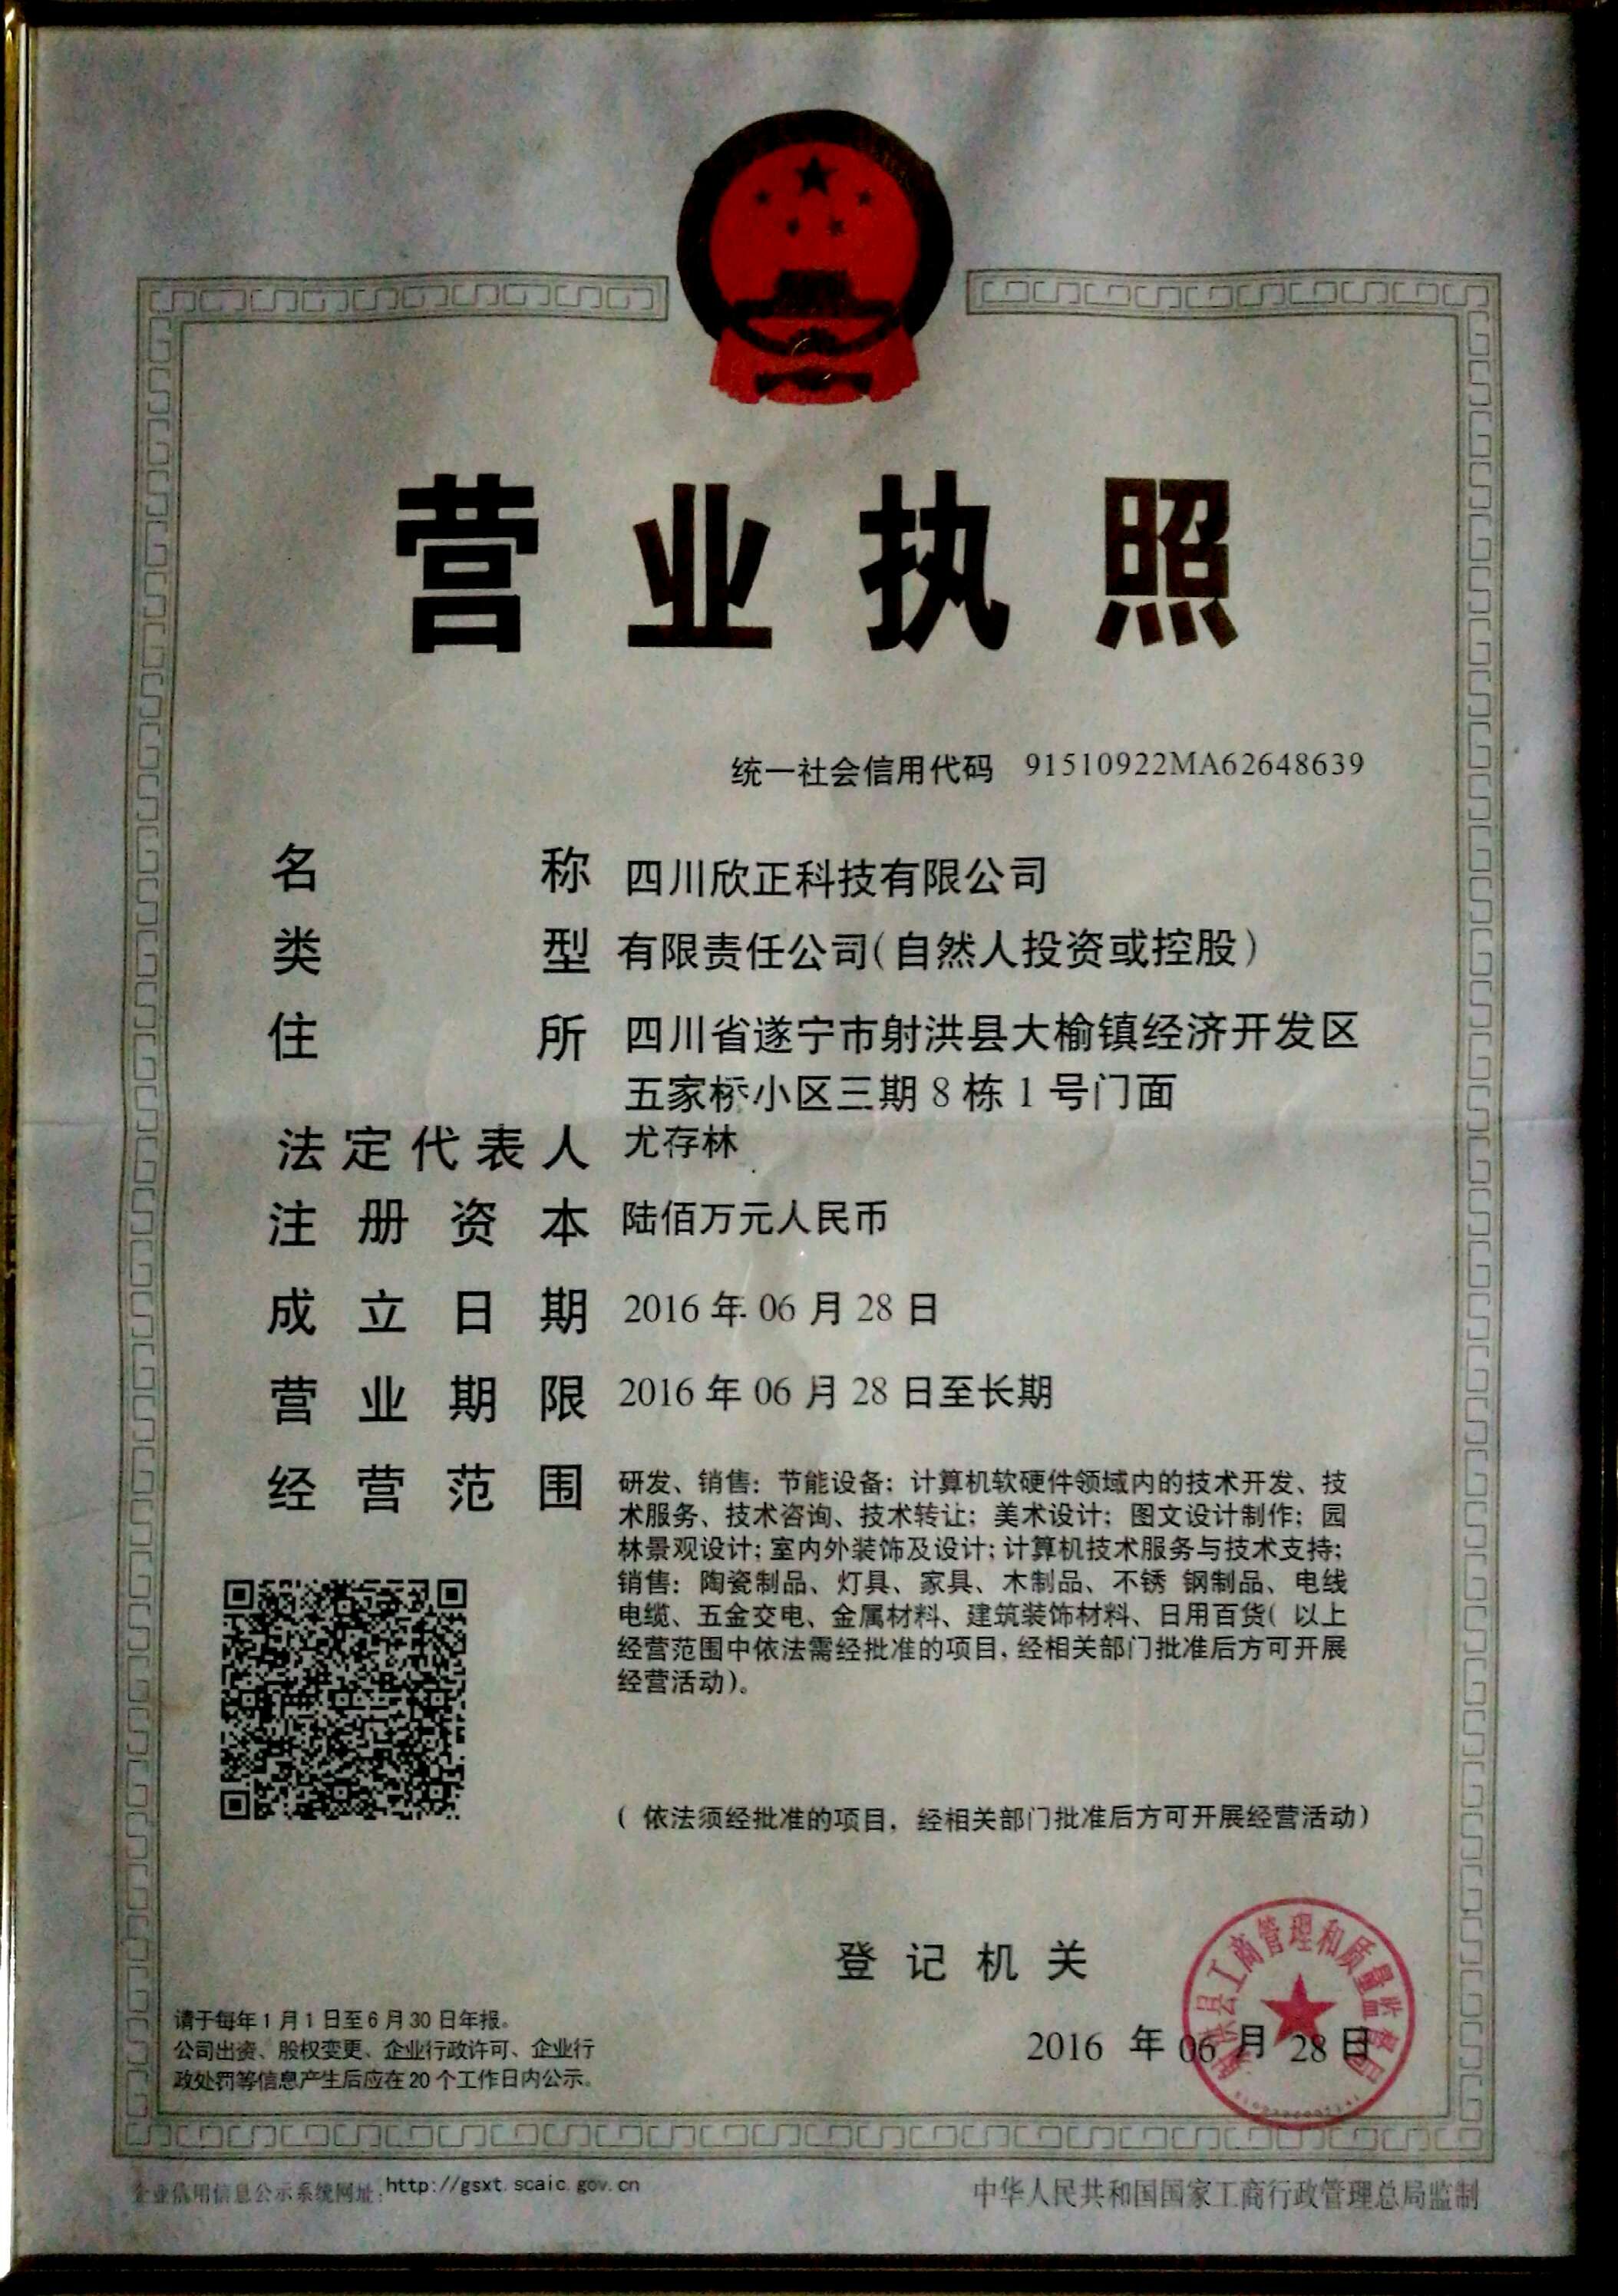 营业执照
统一社会信用代码 91510922MA62648639
名称 四川欣正科技有限公司
类型 有限责任公司(自然人投资或控股)
住所 四川省遂宁市射洪县大榆镇经济开发区
五家桥小区三期8栋1号门面
法定代表人 尤存林
注册资本 陆佰万元人民币
成立日期 2016年06月28日
营业期限 2016年06月28日至长期
经营范围 研发、销售：节能设备；计算机软硬件领域内的技术开发、技
术服务、技术咨询、技术转让；美术设计；图文设计制作；园
林景观设计；室内外装饰及设计；计算机技术服务与技术支持；
销售：陶瓷制品、灯具、家具、木制品、不锈 钢制品、电线
电缆、五金交电、金属材料、建筑装饰材料、日用百货( 以上
经营范围中依法需经批准的项目，经相关部门批准后方可开展
经营活动)。
( 依法须经批准的项目，经相关部门批准后方可开展经营活动)
登记机关
射洪县工商管理和质量监督局
2016 年 06 月 28 日
请于每年1月1日至6月30日年报。
公司出资、股权变更、企业行政许可、企业行
政处罚等信息产生后应在20个工作日内公示。
企业信用信息公示系统网址：http://gsxt.scaic.gov.cn
中华人民共和国国家工商行政管理总局监制